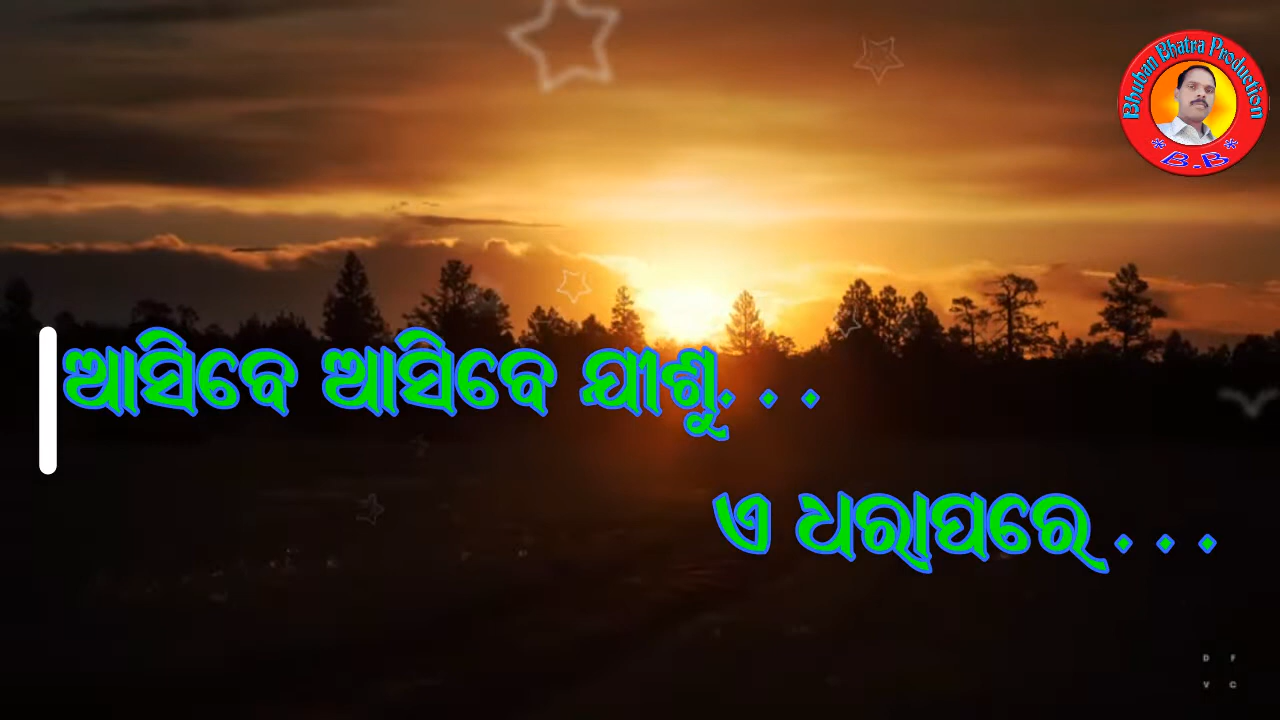 Bhuban Bhatra Production
* B.B *
ଆସିବେ ଆସିବେ ଯୀଶୁ. . .
ଏ ଧରାପରେ . . .
D F
V C